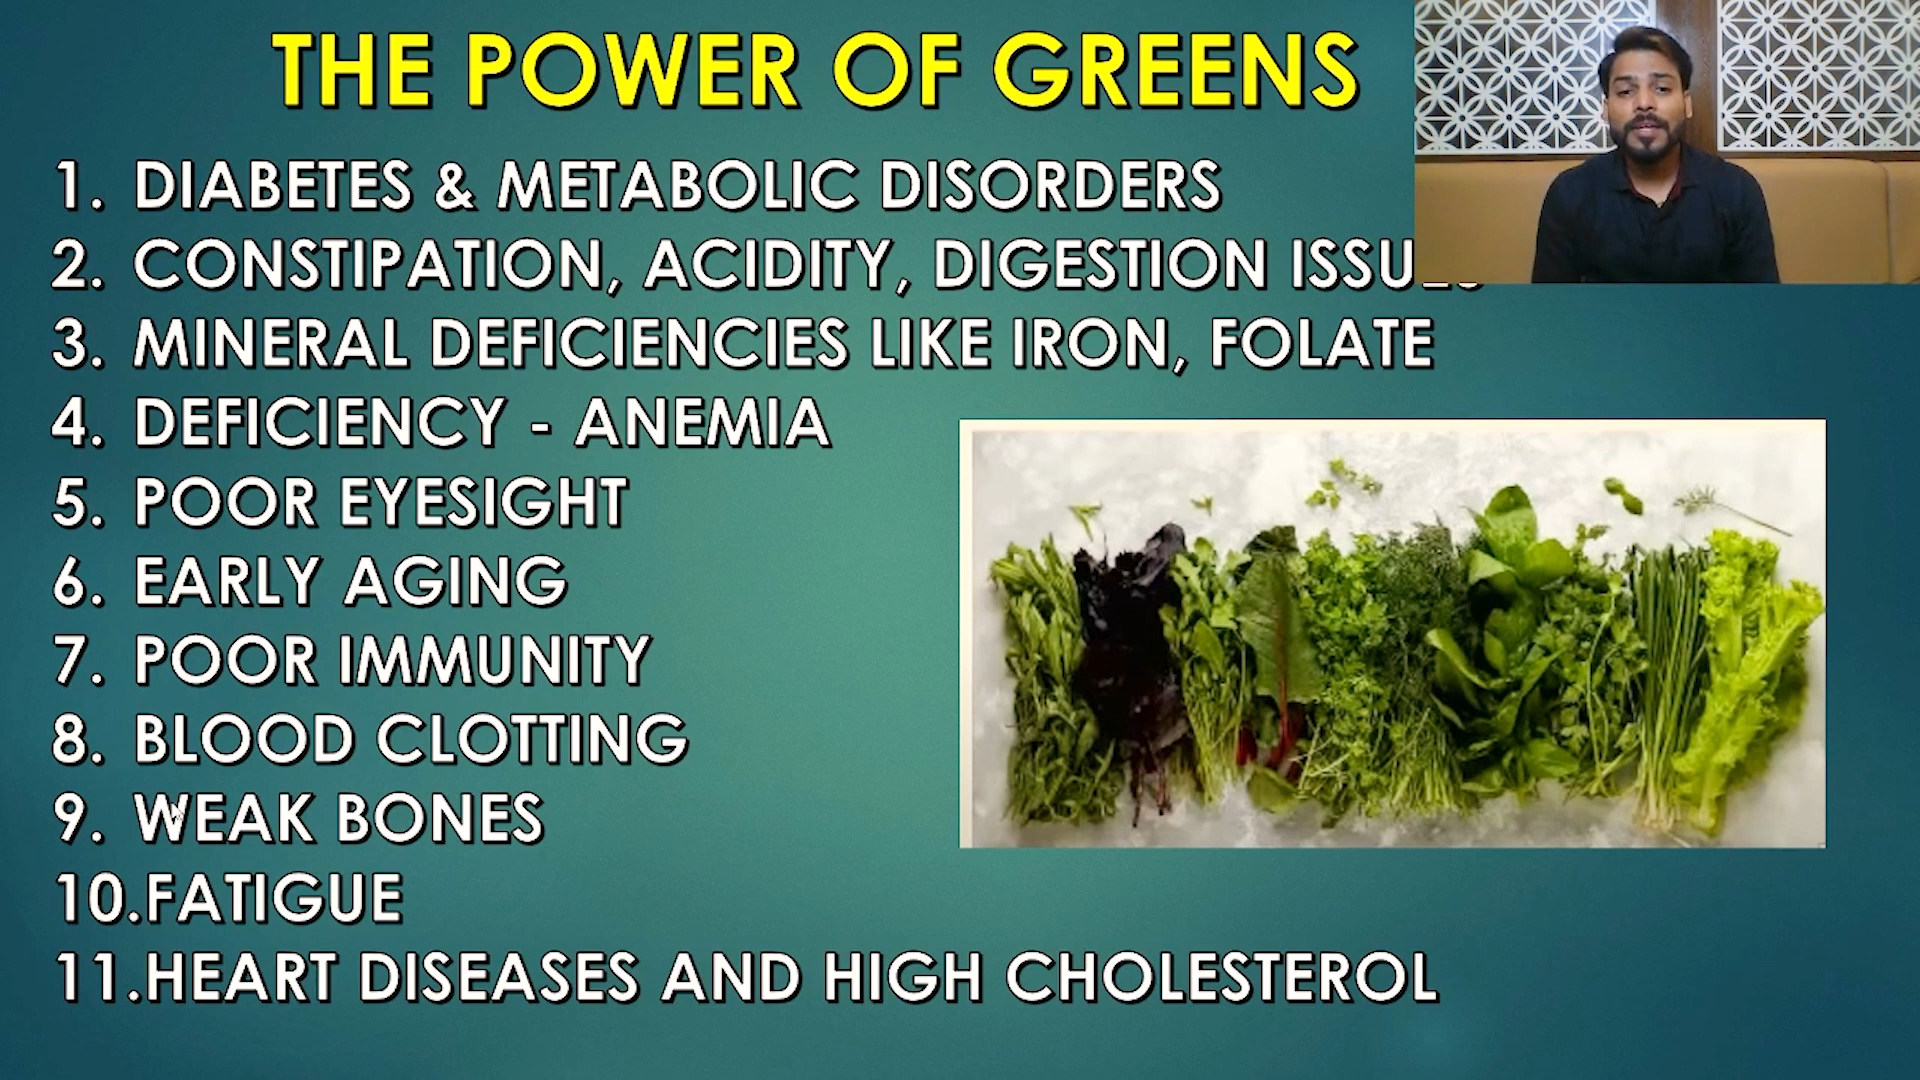 THE POWER OF GREENS
1. DIABETES & METABOLIC DISORDERS
2. CONSTIPATION, ACIDITY, DIGESTION ISSUES
3. MINERAL DEFICIENCIES LIKE IRON, FOLATE
4. DEFICIENCY - ANEMIA
5. POOR EYESIGHT
6. EARLY AGING
7. POOR IMMUNITY
8. BLOOD CLOTTING
9. WEAK BONES
10.FATIGUE
11.HEART DISEASES AND HIGH CHOLESTEROL